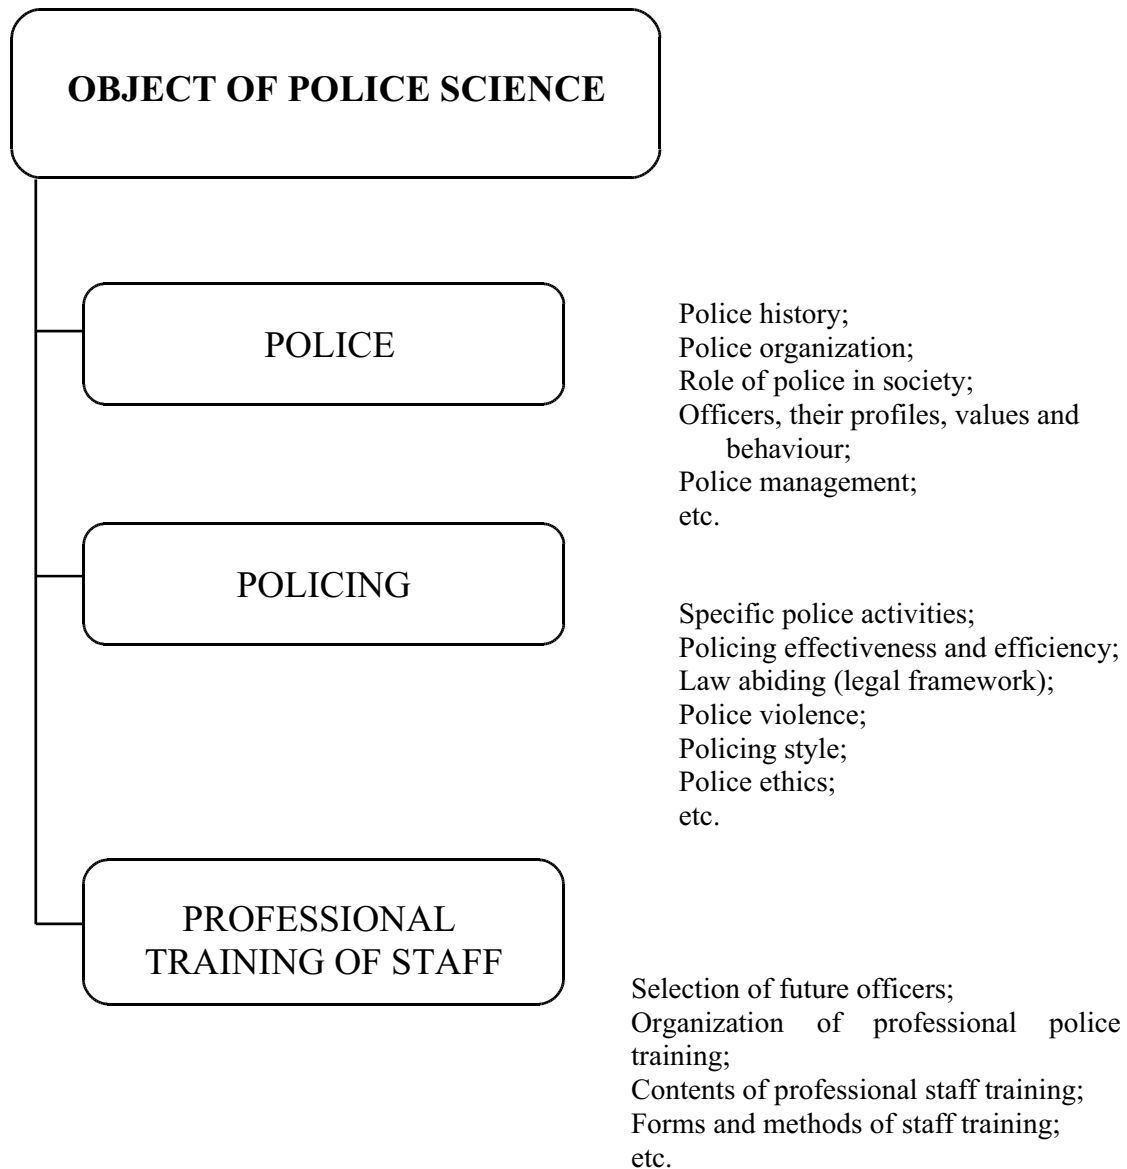 OBJECT OF POLICE SCIENCE
POLICE
Police history;
Police organization;
Role of police in society;
Officers, their profiles, values and
behaviour;
Police management;
etc.
POLICING
Specific police activities;
Policing effectiveness and efficiency;
Law abiding (legal framework);
Police violence;
Policing style;
Police ethics;
etc.
PROFESSIONAL
TRAINING OF STAFF
Selection of future officers;
Organization of professional police
training;
Contents of professional staff training;
Forms and methods of staff training;
etc.